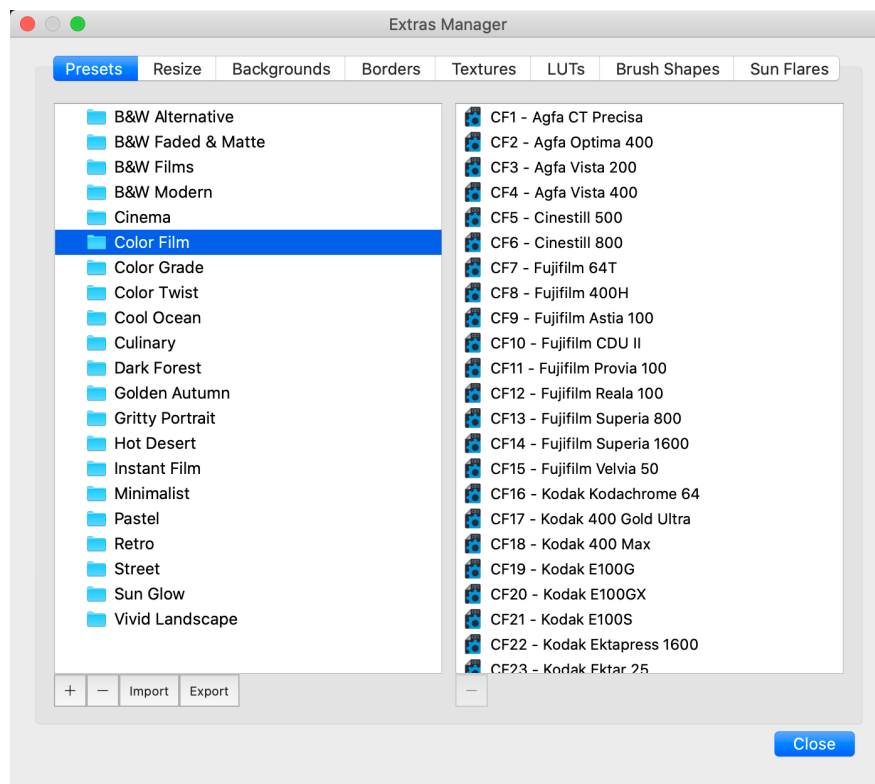 Extras Manager
Presets Resize Backgrounds Borders Textures LUTs Brush Shapes Sun Flares
B&W Alternative
B&W Faded & Matte
B&W Films
B&W Modern
Cinema
Color Film
Color Grade
Color Twist
Cool Ocean
Culinary
Dark Forest
Golden Autumn
Gritty Portrait
Hot Desert
Instant Film
Minimalist
Pastel
Retro
Street
Sun Glow
Vivid Landscape
+ − Import Export
CF1 - Agfa CT Precisa
CF2 - Agfa Optima 400
CF3 - Agfa Vista 200
CF4 - Agfa Vista 400
CF5 - Cinestill 500
CF6 - Cinestill 800
CF7 - Fujifilm 64T
CF8 - Fujifilm 400H
CF9 - Fujifilm Astia 100
CF10 - Fujifilm CDU II
CF11 - Fujifilm Provia 100
CF12 - Fujifilm Reala 100
CF13 - Fujifilm Superia 800
CF14 - Fujifilm Superia 1600
CF15 - Fujifilm Velvia 50
CF16 - Kodak Kodachrome 64
CF17 - Kodak 400 Gold Ultra
CF18 - Kodak 400 Max
CF19 - Kodak E100G
CF20 - Kodak E100GX
CF21 - Kodak E100S
CF22 - Kodak Ektapress 1600
CF23 - Kodak Ektar 25
−
Close